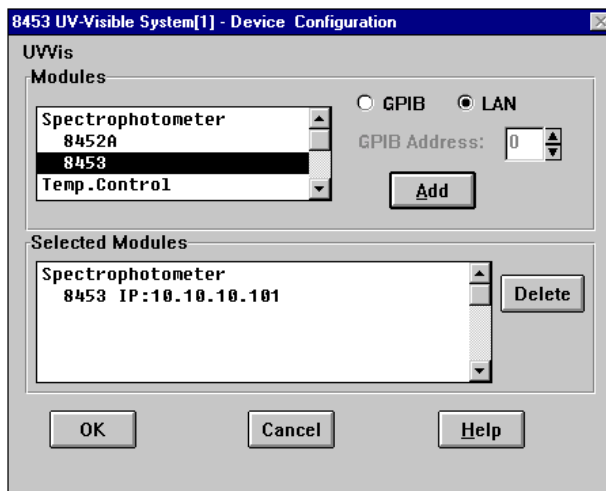 8453 UV-Visible System[1] - Device Configuration
UVVis
Modules
Spectrophotometer
8452A
8453
Temp.Control
GPIB
LAN
GPIB Address:
0
Add
Selected Modules
Spectrophotometer
8453 IP:10.10.10.101
Delete
OK
Cancel
Help